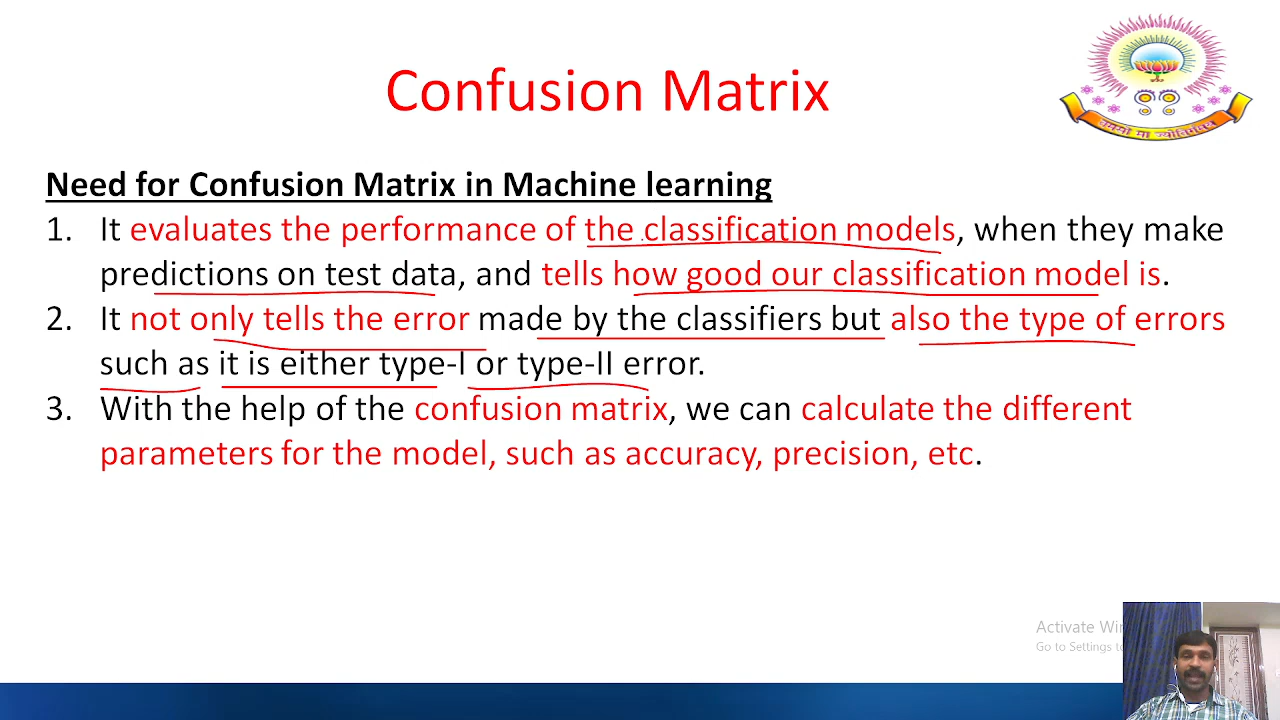 Confusion Matrix
Need for Confusion Matrix in Machine learning
1. It evaluates the performance of the classification models, when they make
predictions on test data, and tells how good our classification model is.
2. It not only tells the error made by the classifiers but also the type of errors
such as it is either type-I or type-II error.
3. With the help of the confusion matrix, we can calculate the different
parameters for the model, such as accuracy, precision, etc.
Activate Wi
Go to Settings t